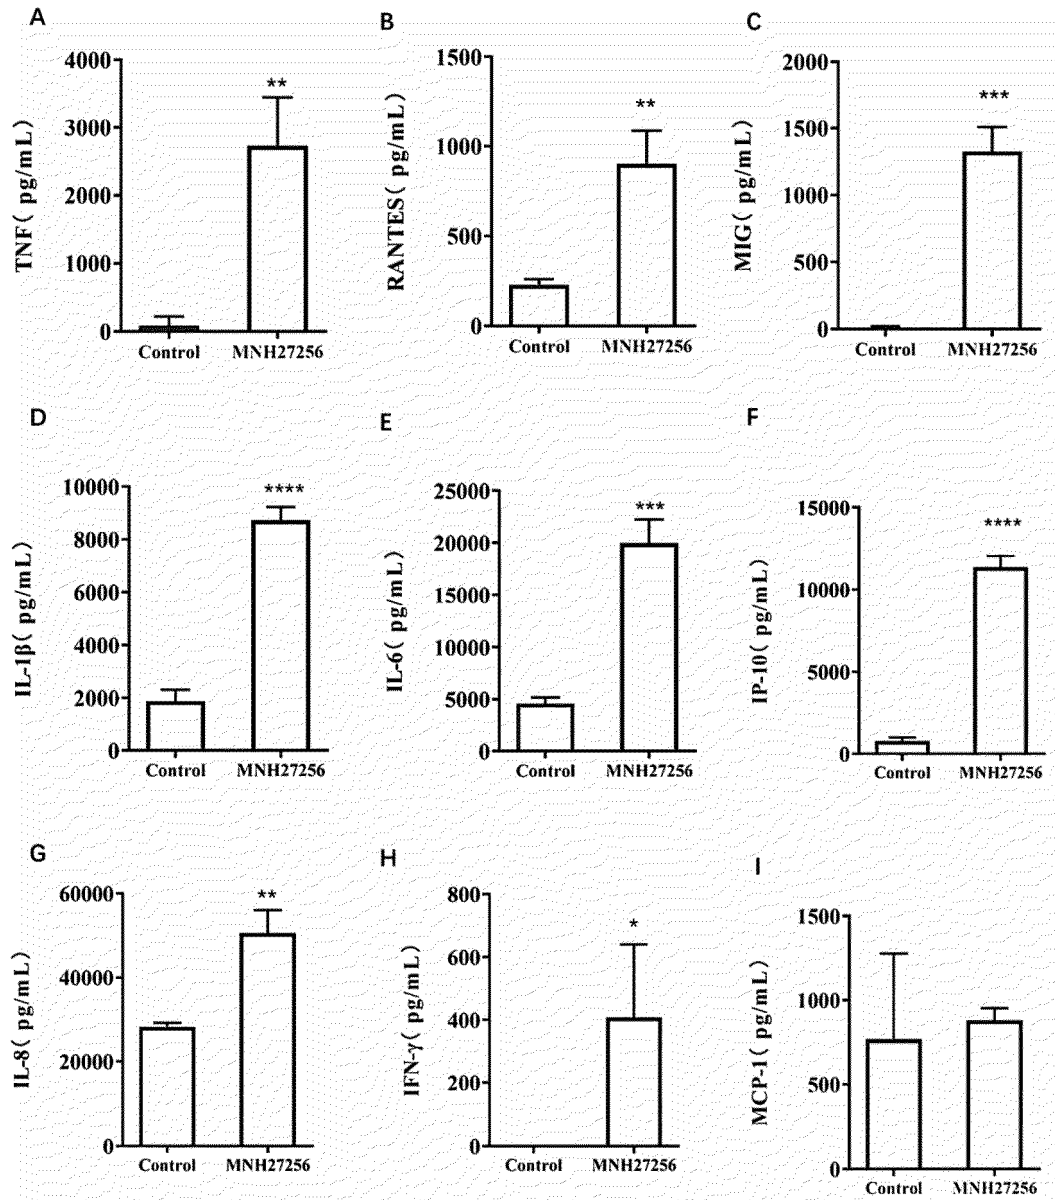 A
TNF( pg/mL)
4000
3000
2000
1000
0
**
Control MNH27256
B
RANTES( pg/mL)
1500
1000
500
0
**
Control MNH27256
C
MIG( pg/mL)
2000
1500
1000
500
0
***
Control MNH27256
D
IL-1β( pg/mL)
10000
8000
6000
4000
2000
0
****
Control MNH27256
E
IL-6( pg/mL)
25000
20000
15000
10000
5000
0
***
Control MNH27256
F
IP-10( pg/mL)
15000
10000
5000
0
****
Control MNH27256
G
IL-8( pg/mL)
60000
40000
20000
0
**
Control MNH27256
H
IFN-γ( pg/mL)
800
600
400
200
0
*
Control MNH27256
I
MCP-1( pg/mL)
1500
1000
500
0
Control MNH27256